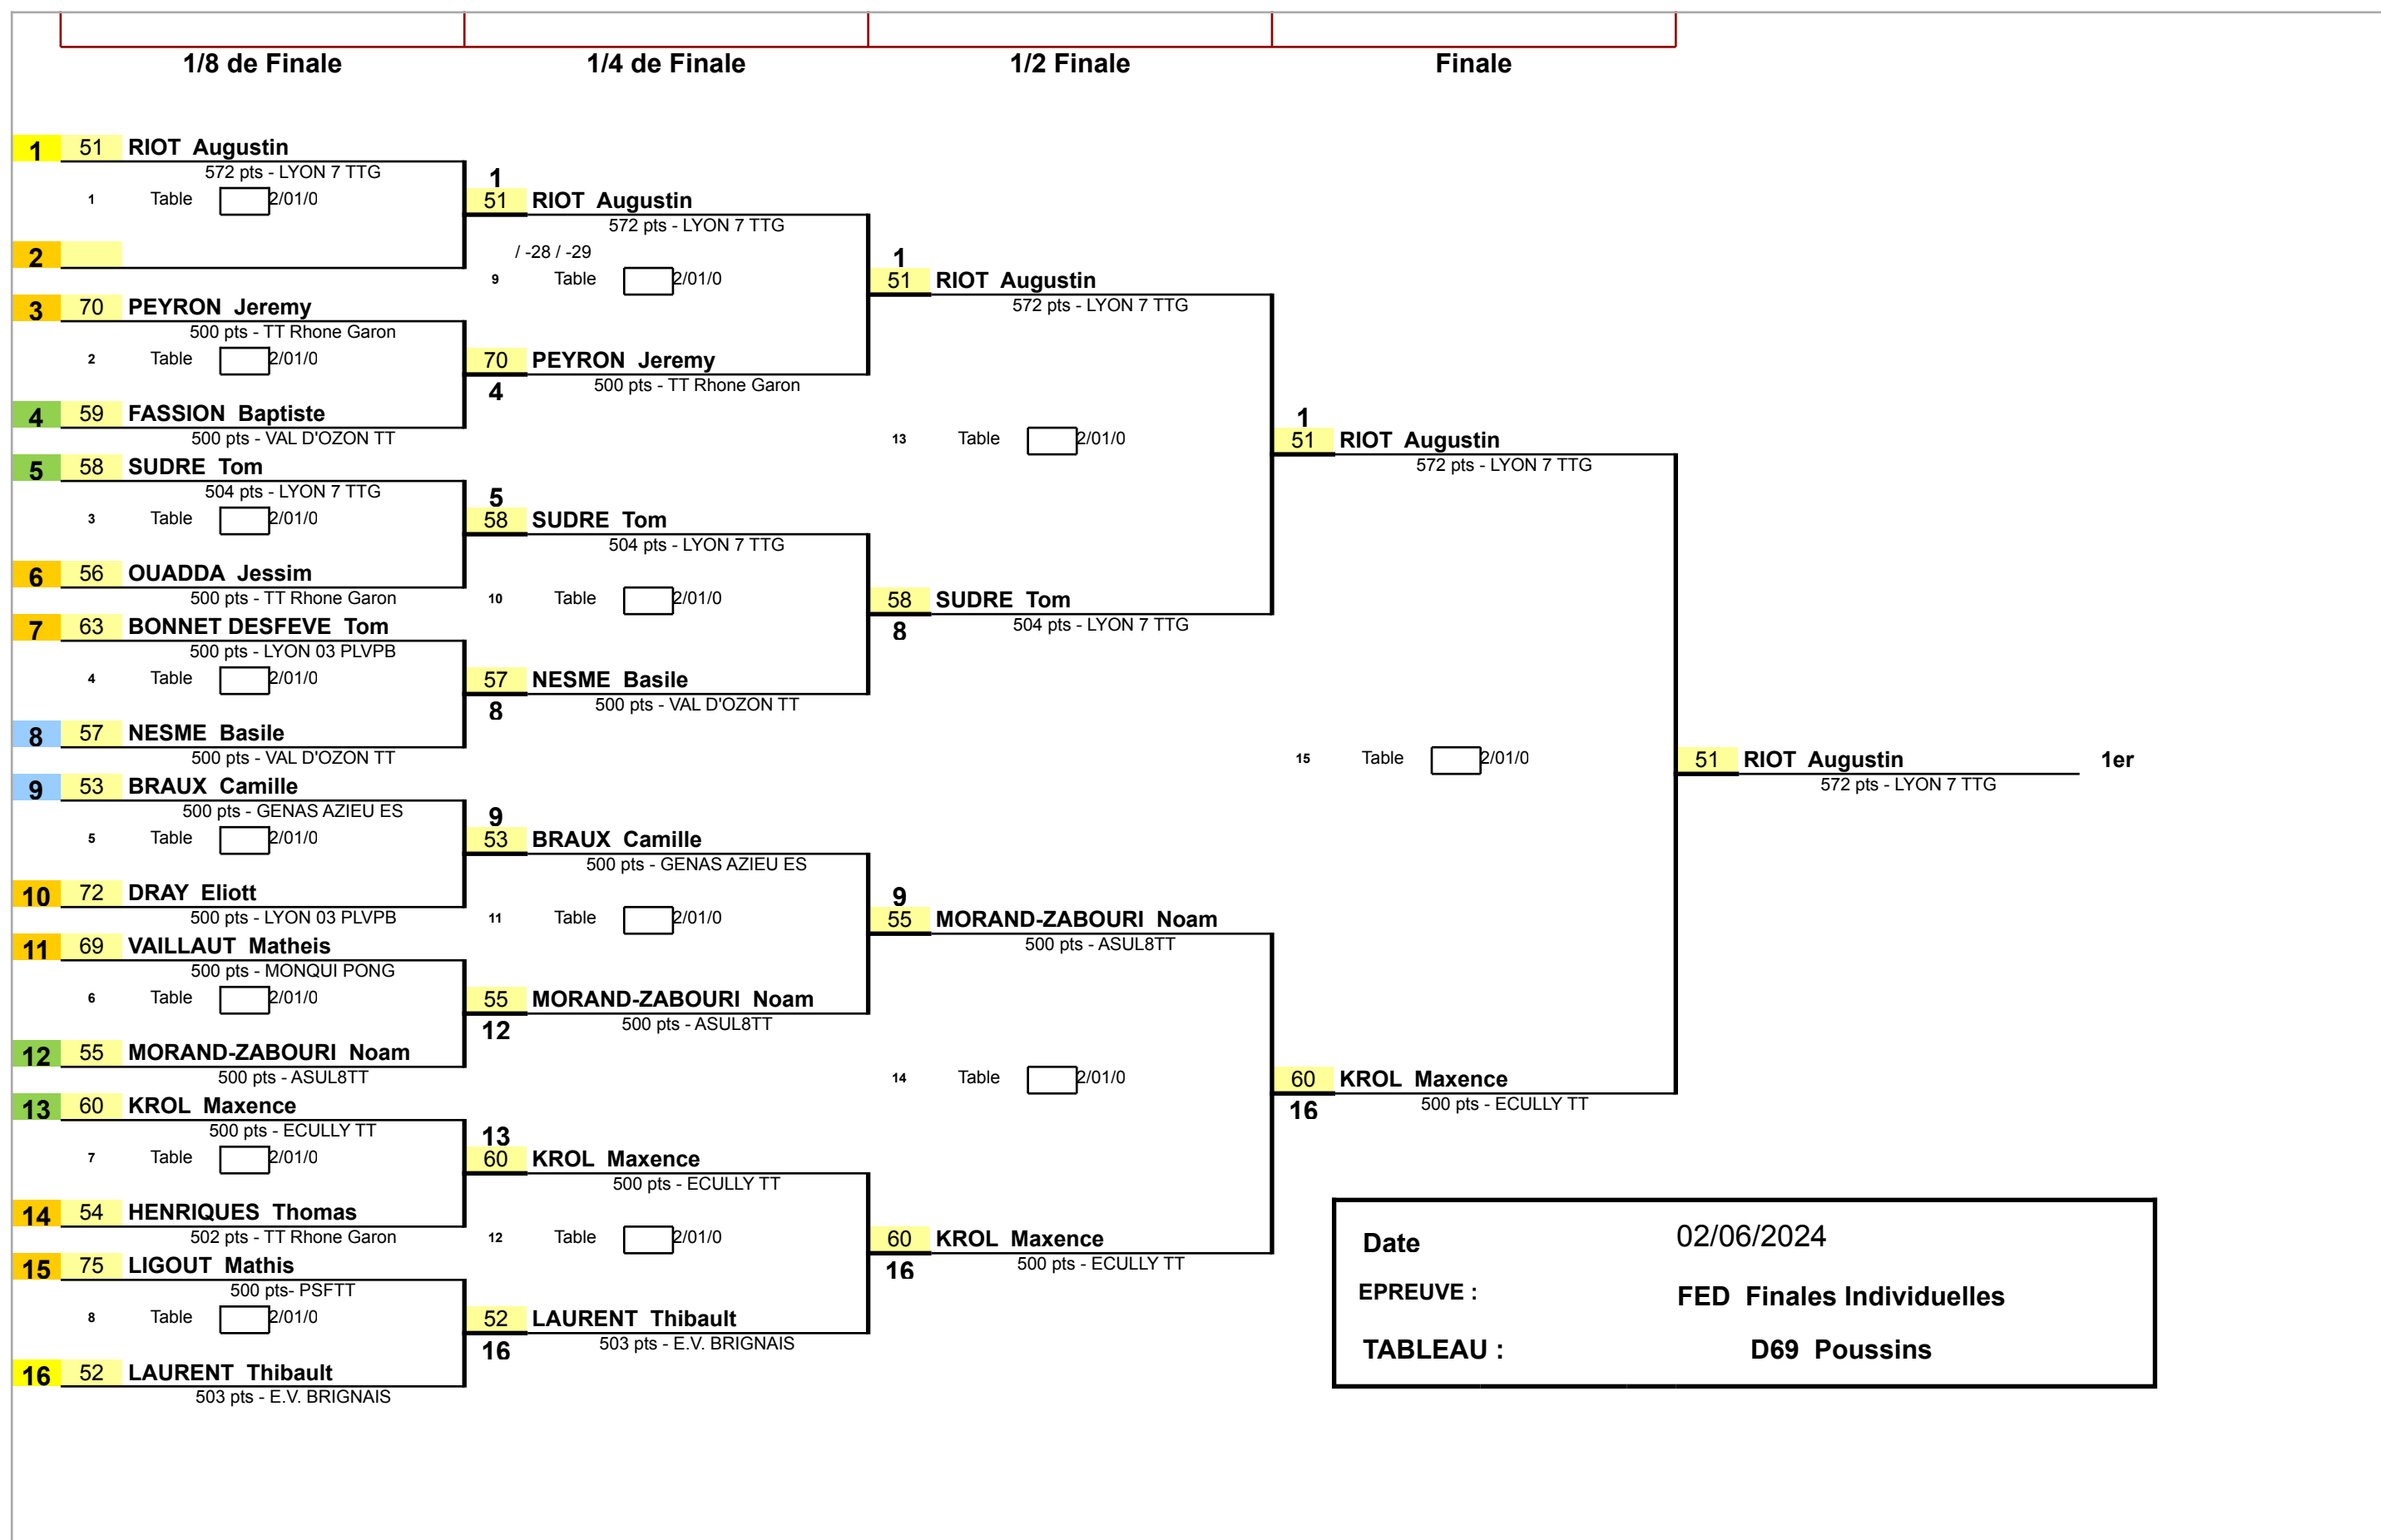 1/8 de Finale 1/4 de Finale 1/2 Finale Finale
1 51 RIOT Augustin
572 pts - LYON 7 TTG
1 Table 2/01/0
2
3 70 PEYRON Jeremy
500 pts - TT Rhone Garon
2 Table 2/01/0
4 59 FASSION Baptiste
500 pts - VAL D'OZON TT
5 58 SUDRE Tom
504 pts - LYON 7 TTG
3 Table 2/01/0
6 56 OUADDA Jessim
500 pts - TT Rhone Garon
7 63 BONNET DESFEVE Tom
500 pts - LYON 03 PLVPB
4 Table 2/01/0
8 57 NESME Basile
500 pts - VAL D'OZON TT
9 53 BRAUX Camille
500 pts - GENAS AZIEU ES
5 Table 2/01/0
10 72 DRAY Eliott
500 pts - LYON 03 PLVPB
11 69 VAILLAUT Matheis
500 pts - MONQUI PONG
6 Table 2/01/0
12 55 MORAND-ZABOURI Noam
500 pts - ASUL8TT
13 60 KROL Maxence
500 pts - ECULLY TT
7 Table 2/01/0
14 54 HENRIQUES Thomas
502 pts - TT Rhone Garon
15 75 LIGOUT Mathis
500 pts- PSFTT
8 Table 2/01/0
16 52 LAURENT Thibault
503 pts - E.V. BRIGNAIS
1
51 RIOT Augustin
572 pts - LYON 7 TTG
/ -28 / -29
9 Table 2/01/0
70 PEYRON Jeremy
4 500 pts - TT Rhone Garon
5
58 SUDRE Tom
504 pts - LYON 7 TTG
10 Table 2/01/0
57 NESME Basile
8 500 pts - VAL D'OZON TT
9
53 BRAUX Camille
500 pts - GENAS AZIEU ES
11 Table 2/01/0
55 MORAND-ZABOURI Noam
12 500 pts - ASUL8TT
13
60 KROL Maxence
500 pts - ECULLY TT
12 Table 2/01/0
52 LAURENT Thibault
16 503 pts - E.V. BRIGNAIS
1
51 RIOT Augustin
572 pts - LYON 7 TTG
13 Table 2/01/0
58 SUDRE Tom
8 504 pts - LYON 7 TTG
9
55 MORAND-ZABOURI Noam
500 pts - ASUL8TT
14 Table 2/01/0
60 KROL Maxence
16 500 pts - ECULLY TT
1
51 RIOT Augustin
572 pts - LYON 7 TTG
15 Table 2/01/0
60 KROL Maxence
16 500 pts - ECULLY TT
51 RIOT Augustin 1er
572 pts - LYON 7 TTG
Date 02/06/2024
EPREUVE : FED Finales Individuelles
TABLEAU : D69 Poussins